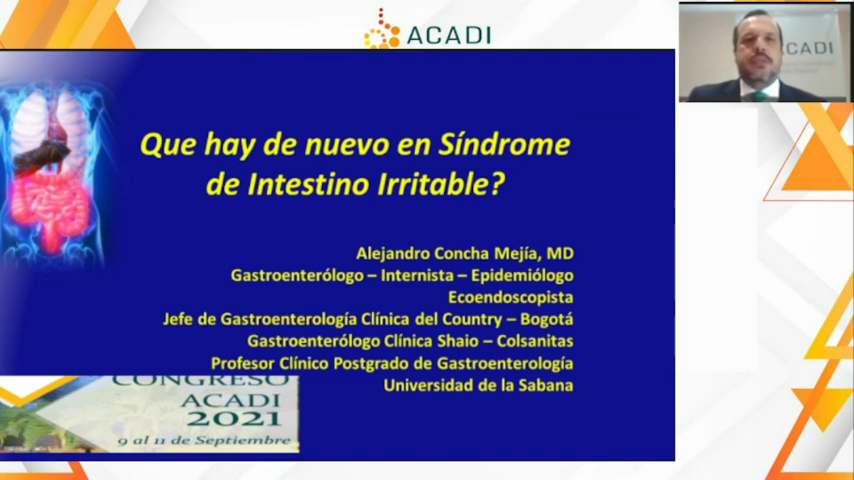 ACADI
CADI
Que hay de nuevo en Síndrome
de Intestino Irritable?
Alejandro Concha Mejía, MD
Gastroenterólogo – Internista – Epidemiólogo
Ecoendoscopista
Jefe de Gastroenterología Clínica del Country – Bogotá
Gastroenterólogo Clínica Shaio – Colsanitas
Profesor Clínico Postgrado de Gastroenterología
Universidad de la Sabana
CONGRESO
ACADI
2021
9 al 11 de Septiembre